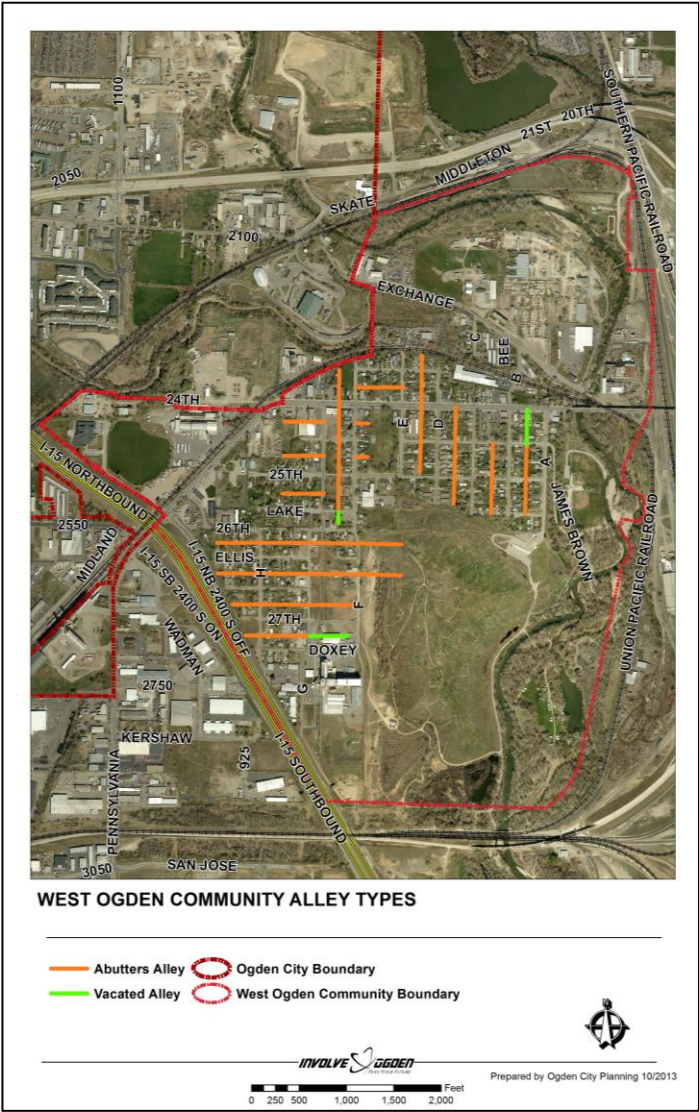 SOUTHERN PACIFIC RAILROAD
1100
20TH
21ST
MIDDLETON
2050
SKATE
2100
EXCHANGE
C
BEE
B
24TH
E
D
I-15 NORTHBOUND
25TH
A
LAKE
JAMES BROWN
2550
26TH
MIDLAND
ELLIS
H
I-15 NB 2400 S OFF
I-15 SB 2400 S ON
F
UNION PACIFIC RAILROAD
27TH
WADMAN
DOXEY
2750
G
KERSHAW
925
I-15 SOUTHBOUND
PENNSYLVANIA
SAN JOSE
3050
WEST OGDEN COMMUNITY ALLEY TYPES
Abutters Alley Ogden City Boundary
Vacated Alley West Ogden Community Boundary
INVOLVE OGDEN
Prepared by Ogden City Planning 10/2013
Feet
0 250 500 1,000 1,500 2,000